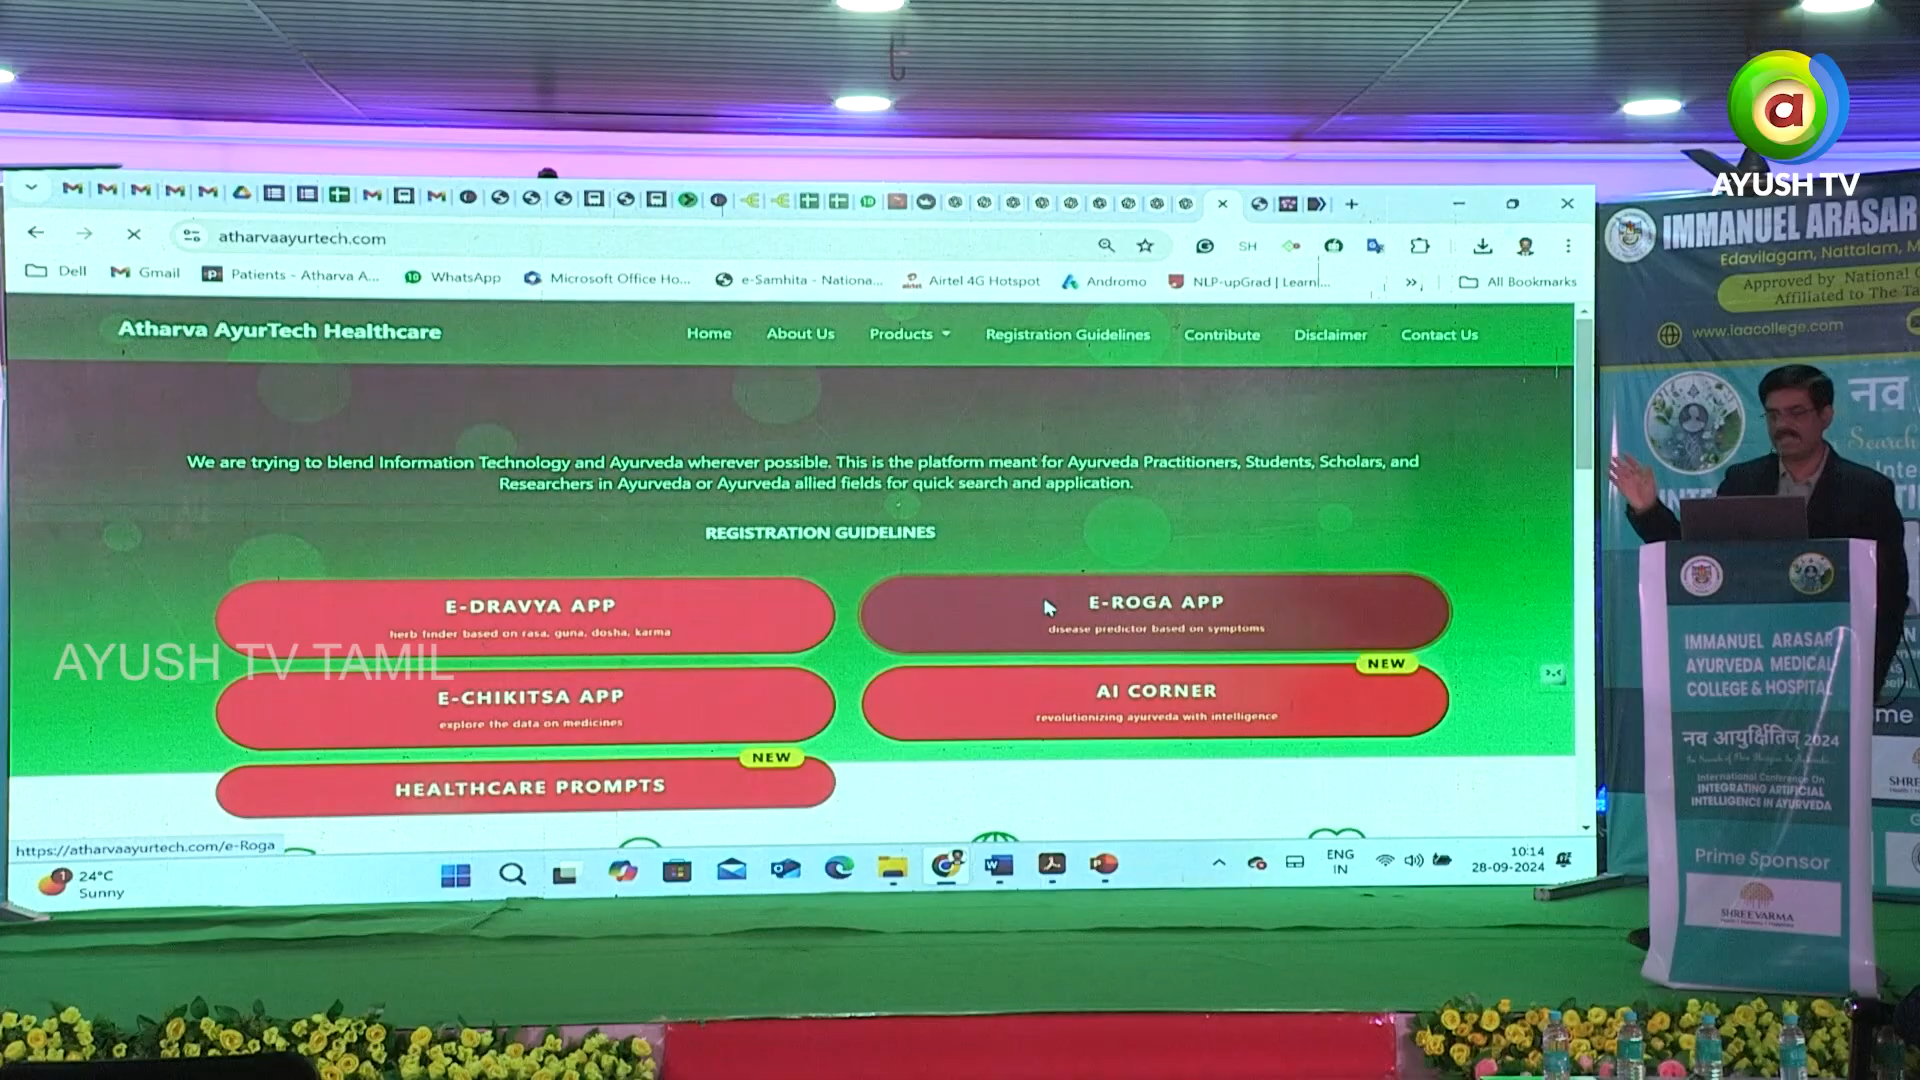 AYUSH TV
atharvaayurtech.com
SH
Dell
Gmail
Patients - Atharva A...
WhatsApp
Microsoft Office Ho...
e-Samhita - Nationa...
Airtel 4G Hotspot
Andromo
NLP-upGrad | Learni...
All Bookmarks
Atharva AyurTech Healthcare
Home
About Us
Products
Registration Guidelines
Contribute
Disclaimer
Contact Us
We are trying to blend Information Technology and Ayurveda wherever possible. This is the platform meant for Ayurveda Practitioners, Students, Scholars, and
Researchers in Ayurveda or Ayurveda allied fields for quick search and application.
REGISTRATION GUIDELINES
E-DRAVYA APP
herb finder based on rasa, guna, dosha, karma
E-ROGA APP
disease predictor based on symptoms
AYUSH TV TAMIL
E-CHIKITSA APP
explore the data on medicines
NEW
AI CORNER
revolutionizing ayurveda with intelligence
NEW
HEALTHCARE PROMPTS
https://atharvaayurtech.com/e-Roga
1
24°C
Sunny
ENG
IN
10:14
28-09-2024
IMMANUEL ARASAR
Edavilagam, Nattalam, M
Approved by National
Affiliated to The Ta
www.iaacollege.com
नव
Search
IMMANUEL ARASAR
AYURVEDA MEDICAL
COLLEGE & HOSPITAL
नव आयुर्क्षितिज् 2024
International Conference On
INTEGRATING ARTIFICIAL
INTELLIGENCE IN AYURVEDA
Prime Sponsor
SHREEVARMA